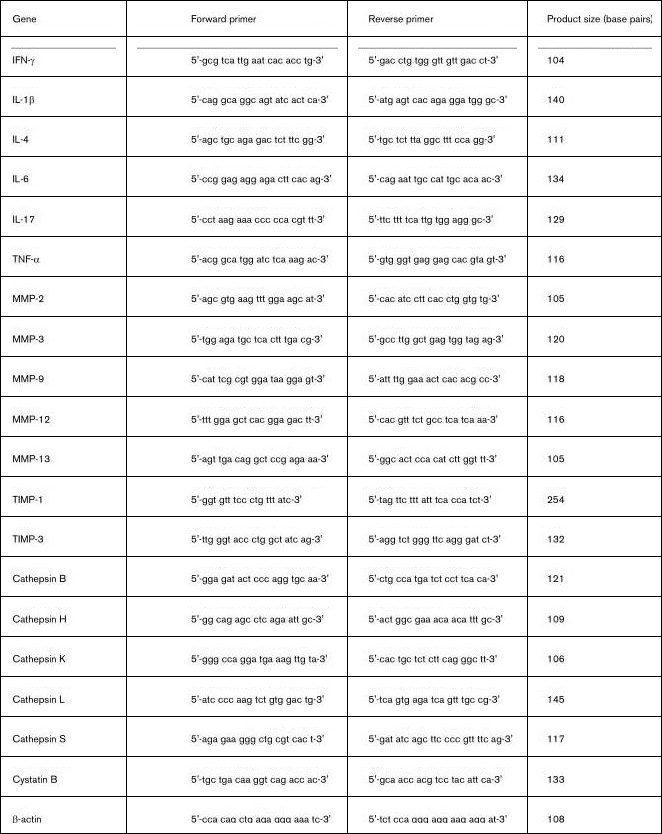 Gene Forward primer Reverse primer Product size (base pairs)
IFN-γ 5'-gcg tca ttg aat cac acc tg-3' 5'-gac ctg tgg gtt gtt gac ct-3' 104
IL-1β 5'-cag gca ggc agt atc act ca-3' 5'-atg agt cac aga gga tgg gc-3' 140
IL-4 5'-agc tgc aga gac tct ttc gg-3' 5'-tgc tct tta ggc ttt cca gg-3' 111
IL-6 5'-ccg gag agg aga ctt cac ag-3' 5'-cag aat tgc cat tgc aca ac-3' 134
IL-17 5'-cct aag aaa ccc cca cgt tt-3' 5'-ttc ttt tca ttg tgg agg gc-3' 129
TNF-α 5'-acg gca tgg atc tca aag ac-3' 5'-gtg ggt gag gag cac gta gt-3' 116
MMP-2 5'-agc gtg aag ttt gga agc at-3' 5'-cac atc ctt cac ctg gtg tg-3' 105
MMP-3 5'-tgg aga tgc tca ctt tga cg-3' 5'-gcc ttg gct gag tgg tag ag-3' 120
MMP-9 5'-cat tcg cgt gga taa gga gt-3' 5'-att ttg gaa act cac acg cc-3' 118
MMP-12 5'-ttt gga gct cac gga gac tt-3' 5'-cac gtt tct gcc tca tca aa-3' 116
MMP-13 5'-agt tga cag gct ccg aga aa-3' 5'-ggc act cca cat ctt ggt tt-3' 105
TIMP-1 5'-ggt gtt tcc ctg ttt atc-3' 5'-tag ttc ttt att tca cca tct-3' 254
TIMP-3 5'-ttg ggt acc ctg gct atc ag-3' 5'-agg tct ggg ttc agg gat ct-3' 132
Cathepsin B 5'-gga gat act ccc agg tgc aa-3' 5'-ctg cca tga tct cct tca ca-3' 121
Cathepsin H 5'-gg cag agc ctc aga att gc-3' 5'-act ggc gaa aca aca ttt gc-3' 109
Cathepsin K 5'-ggg cca gga tga aag ttg ta-3' 5'-cac tgc tct ctt cag ggc tt-3' 106
Cathepsin L 5'-atc ccc aag tct gtg gac tg-3' 5'-tca gtg aga tca gtt tgc cg-3' 145
Cathepsin S 5'-aga gaa ggg ctg cgt cac t-3' 5'-gat atc agc ttc ccc gtt ttc ag-3' 117
Cystatin B 5'-tgc tga caa ggt cag acc ac-3' 5'-gca acc acg tcc tac att ca-3' 133
β-actin 5'-cca cag ctg aga ggg aaa tc-3' 5'-tct cca ggg agg aag agg at-3' 108